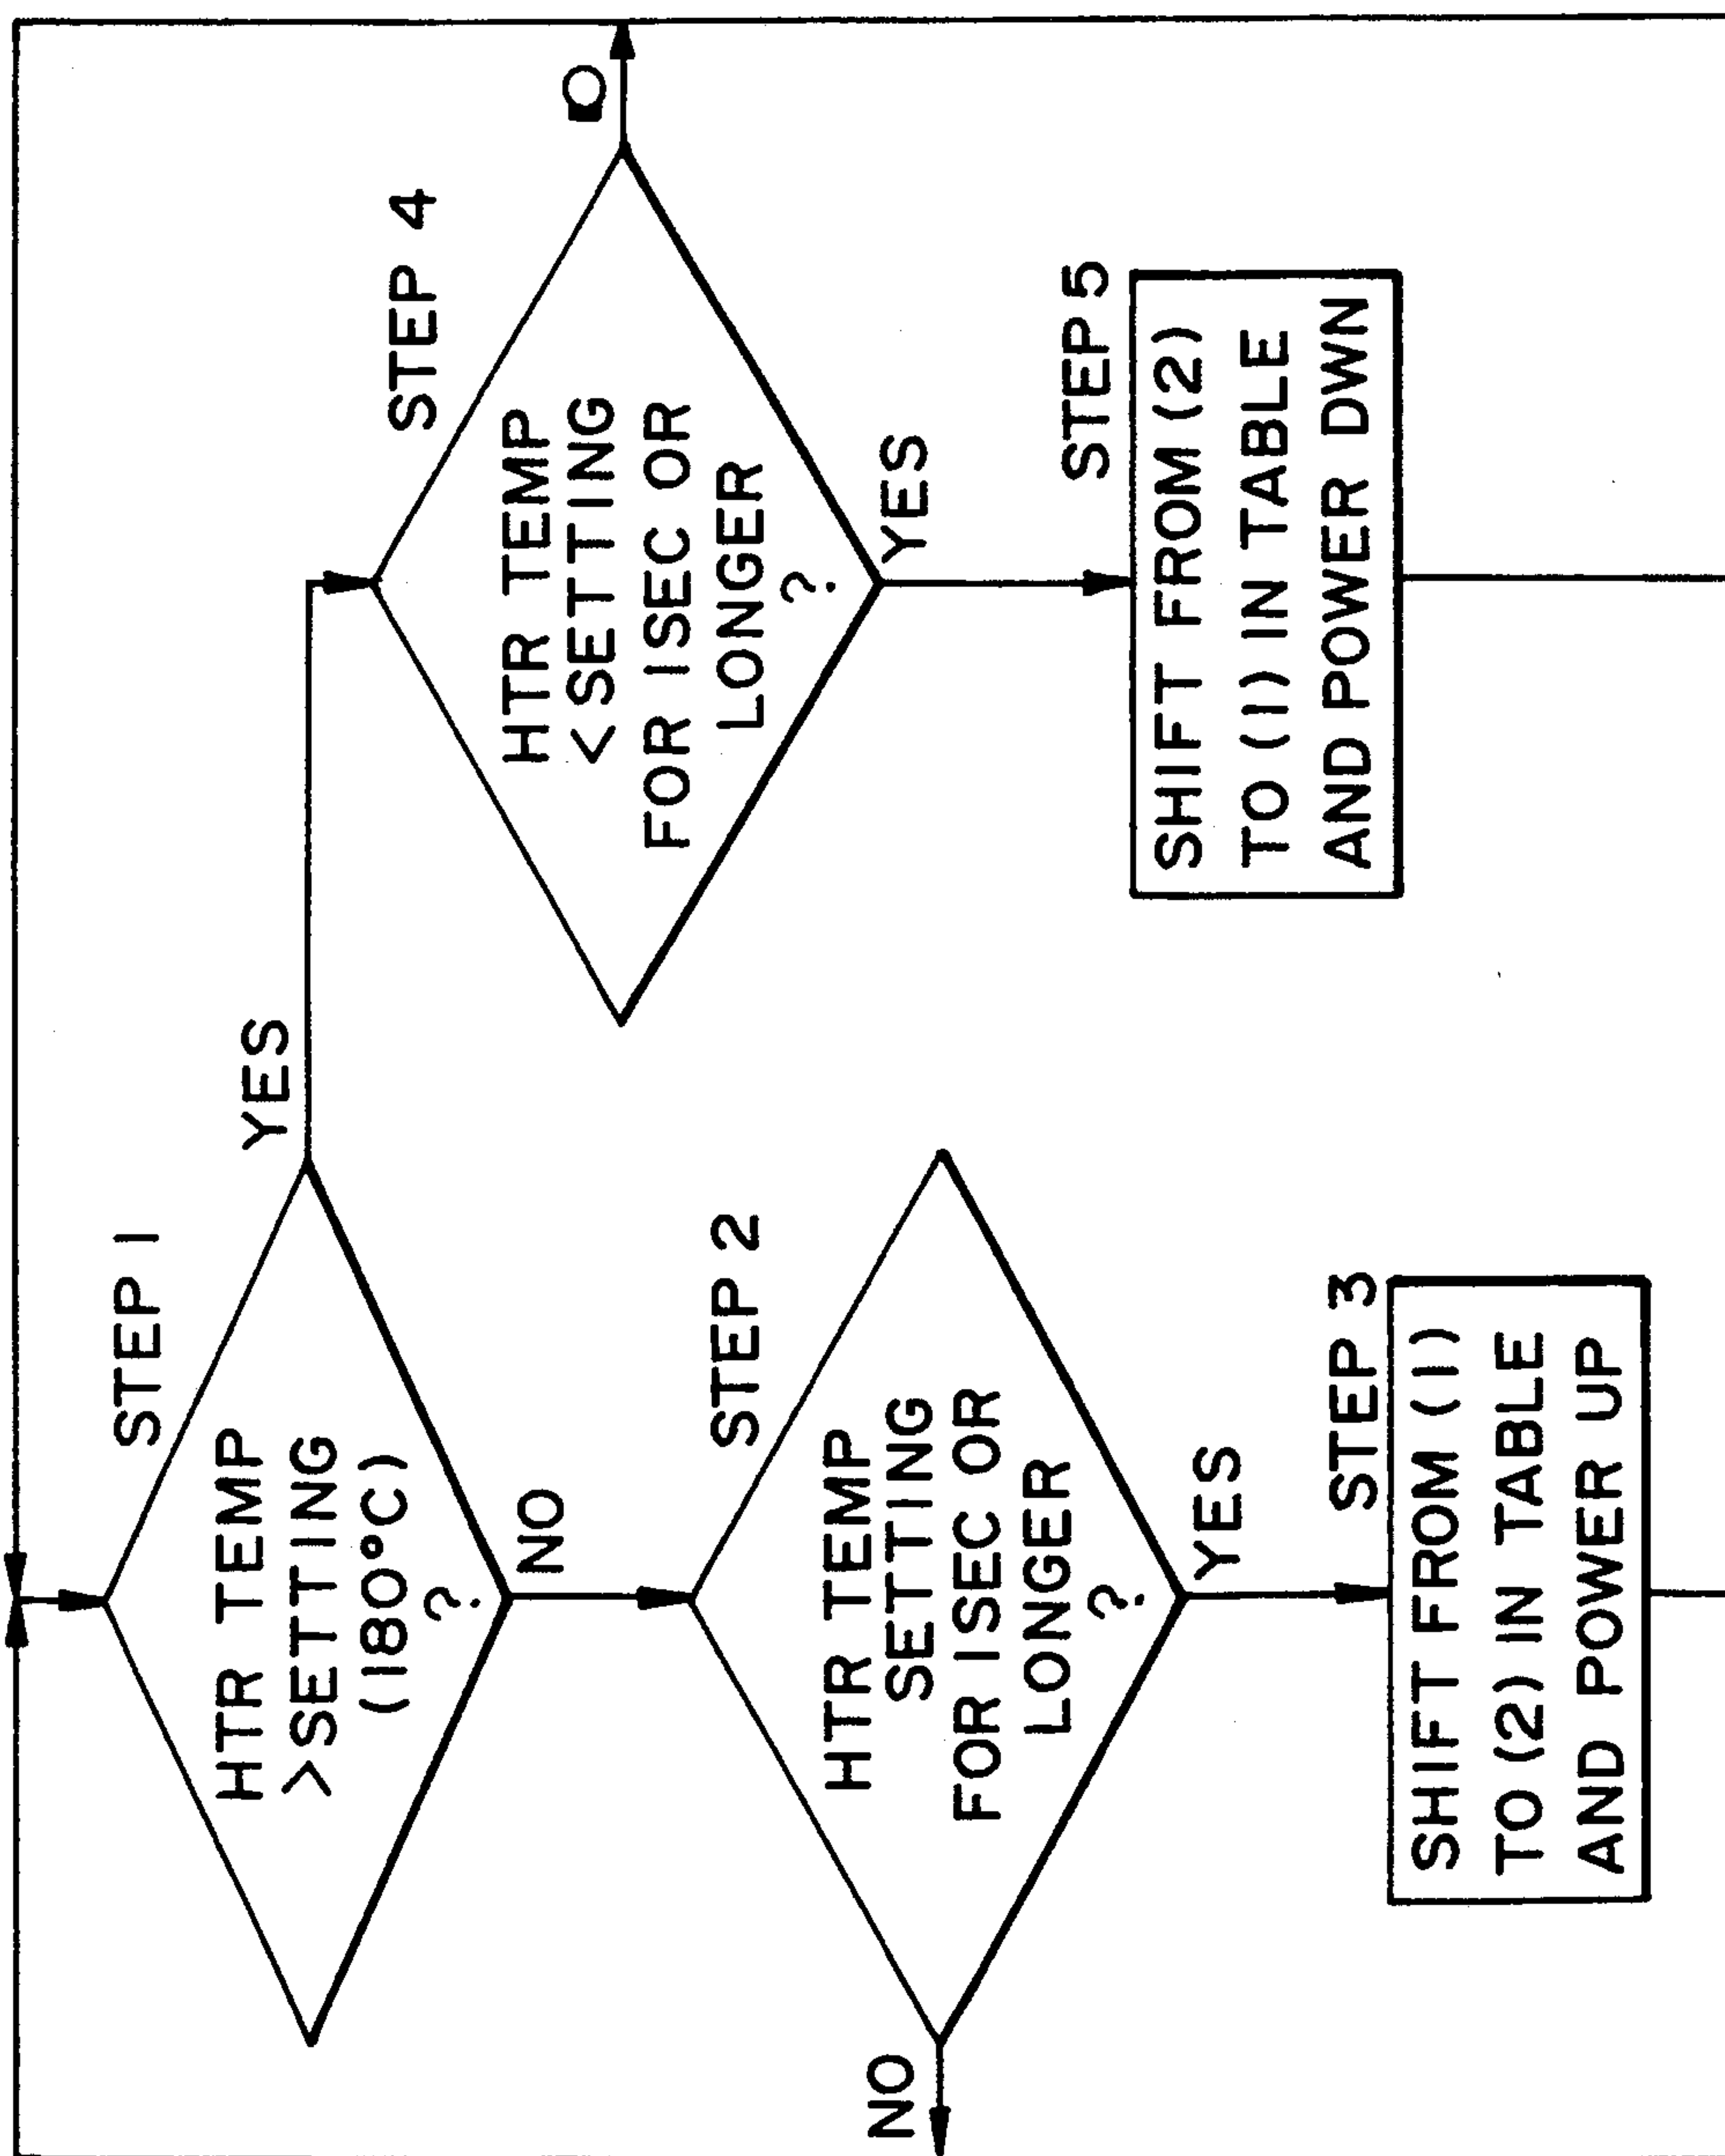 STEP 1
HTR TEMP
>SETTING
(180°C)
?
YES
NO
STEP 2
HTR TEMP
SETTING
FOR 1SEC OR
LONGER
?
NO
YES
STEP 3
SHIFT FROM (1)
TO (2) IN TABLE
AND POWER UP
STEP 4
HTR TEMP
<SETTING
FOR 1SEC OR
LONGER
?
YES
STEP 5
SHIFT FROM (2)
TO (1) IN TABLE
AND POWER DWN